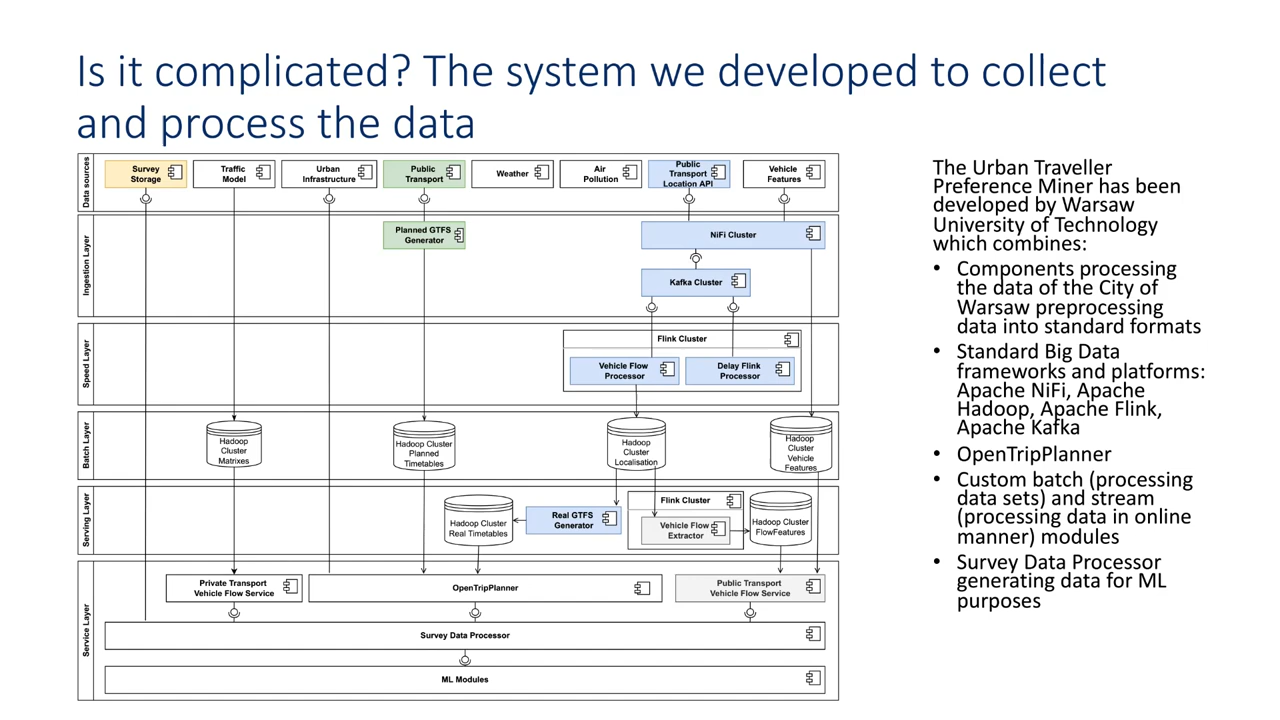 Is it complicated? The system we developed to collect
and process the data
Data sources
Survey
Storage
Traffic
Model
Urban
Infrastructure
Public
Transport
Weather
Air
Pollution
Public
Transport
Location API
Vehicle
Features
Ingestion Layer
Planned GTFS
Generator
NiFi Cluster
Kafka Cluster
Speed Layer
Flink Cluster
Vehicle Flow
Processor
Delay Flink
Processor
Batch Layer
Hadoop
Cluster
Matrixes
Hadoop Cluster
Planned
Timetables
Hadoop
Cluster
Localisation
Hadoop
Cluster
Vehicle
Features
Serving Layer
Hadoop Cluster
Real Timetables
Real GTFS
Generator
Flink Cluster
Vehicle Flow
Extractor
Hadoop Cluster
FlowFeatures
Service Layer
Private Transport
Vehicle Flow Service
OpenTripPlanner
Public Transport
Vehicle Flow Service
Survey Data Processor
ML Modules
The Urban Traveller
Preference Miner has been
developed by Warsaw
University of Technology
which combines:
• Components processing
the data of the City of
Warsaw preprocessing
data into standard formats
• Standard Big Data
frameworks and platforms:
Apache NiFi, Apache
Hadoop, Apache Flink,
Apache Kafka
• OpenTripPlanner
• Custom batch (processing
data sets) and stream
(processing data in online
manner) modules
• Survey Data Processor
generating data for ML
purposes